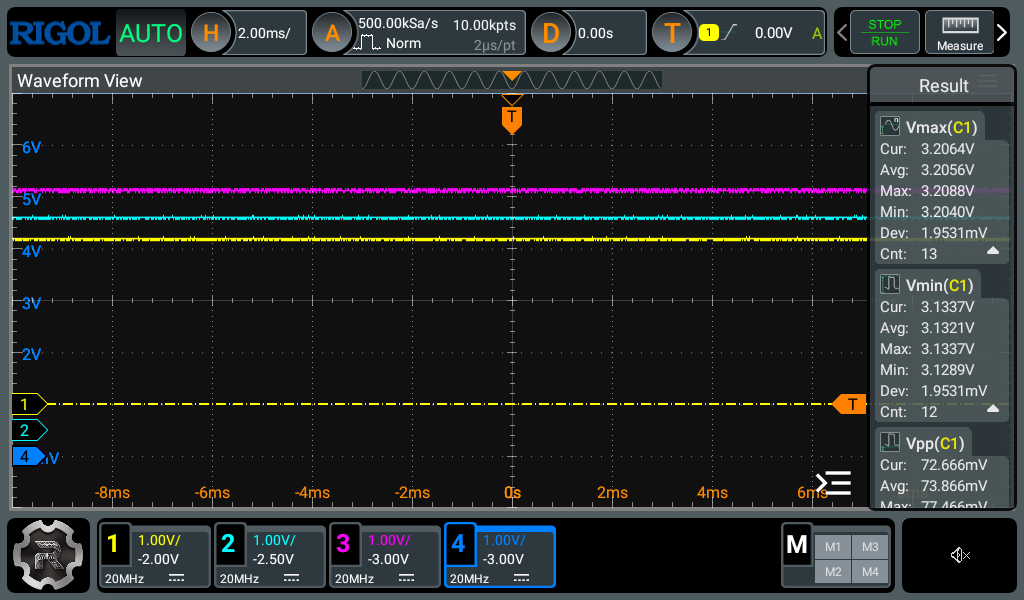 RIGOL AUTO H 2.00ms/ A 500.00kSa/s 10.00kpts D 0.00s T 1 0.00V A STOP
Norm 2µs/pt RUN Measure
Waveform View
Result
T
6V
5V
4V
3V
2V
1
2
4
T
-8ms -6ms -4ms -2ms 0s 2ms 4ms 6ms
Vmax(C1)
Cur: 3.2064V
Avg: 3.2056V
Max: 3.2088V
Min: 3.2040V
Dev: 1.9531mV
Cnt: 13
Vmin(C1)
Cur: 3.1337V
Avg: 3.1321V
Max: 3.1337V
Min: 3.1289V
Dev: 1.9531mV
Cnt: 12
Vpp(C1)
Cur: 72.666mV
Avg: 73.866mV
Max: 77.466mV
1 1.00V/
-2.00V
20MHz
2 1.00V/
-2.50V
20MHz
3 1.00V/
-3.00V
20MHz
4 1.00V/
-3.00V
20MHz
M M1 M3
M2 M4